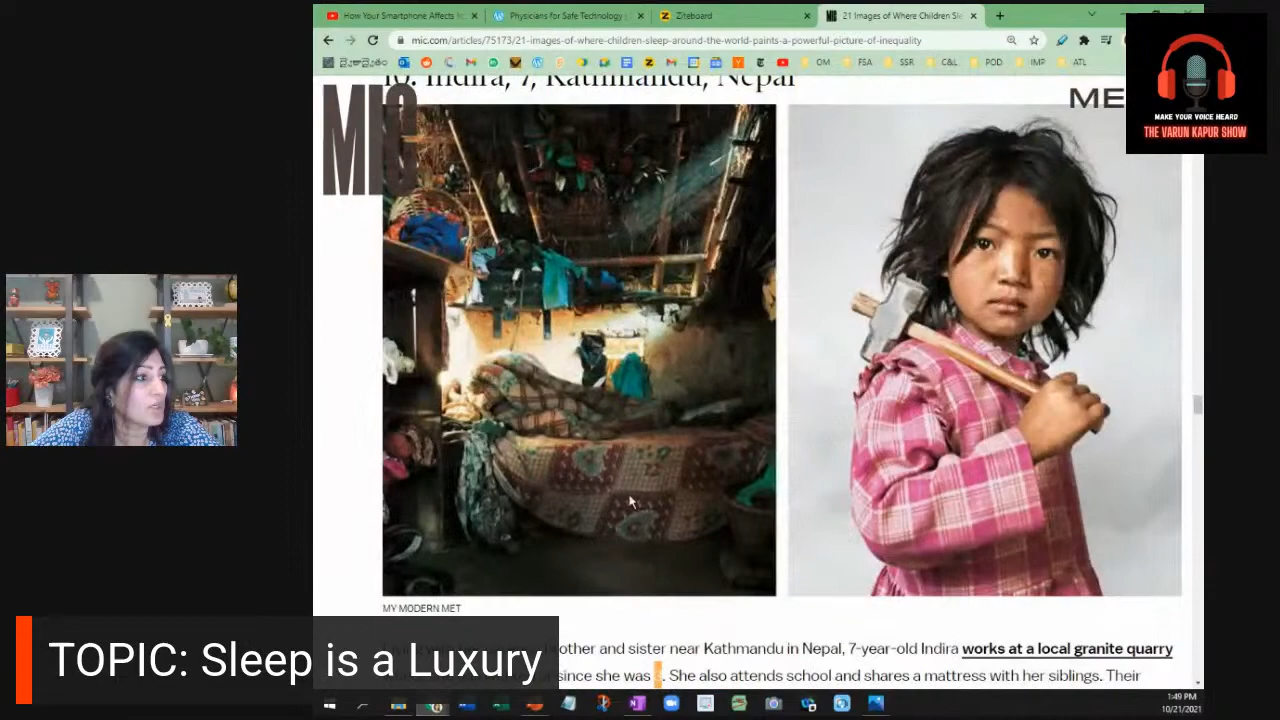 How Your Smartphone Affects
Physicians for Safe Technology
Ziteboard
21 Images of Where Children Sle
mic.com/articles/75173/21-images-of-where-children-sleep-around-the-world-paints-a-powerful-picture-of-inequality
OM
FSA
SSR
C&L
POD
IMP
ATL
10. Indira, 7, Kathmandu, Nepal
MIC
ME
MAKE YOUR VOICE HEARD
THE VARUN KAPUR SHOW
MY MODERN MET
brother and sister near Kathmandu in Nepal, 7-year-old Indira works at a local granite quarry
since she was . She also attends school and shares a mattress with her siblings. Their
TOPIC: Sleep is a Luxury
1:49 PM
10/21/2021